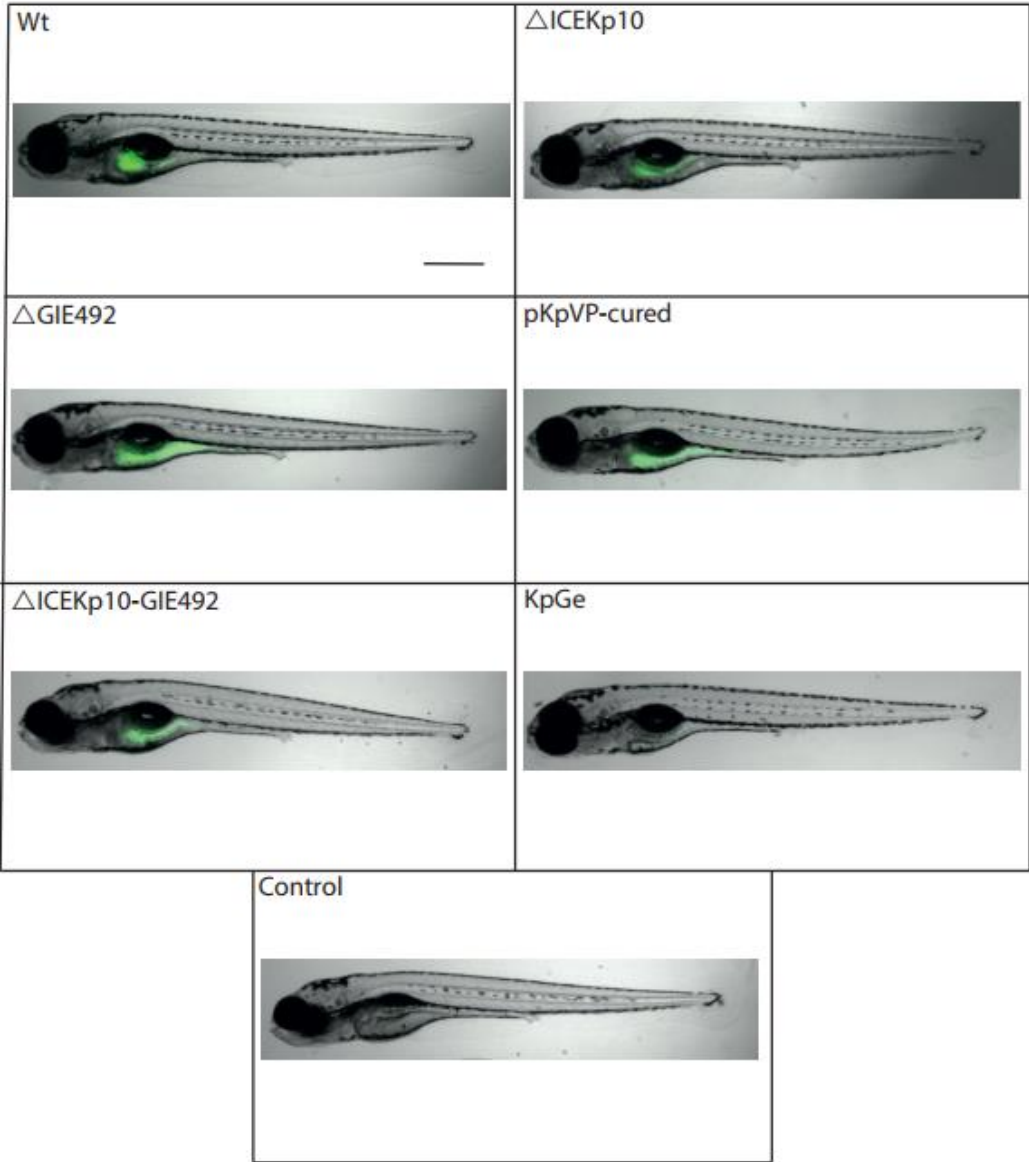 Wt
△ICEKp10
△GIE492
pKpVP-cured
△ICEKp10-GIE492
KpGe
Control